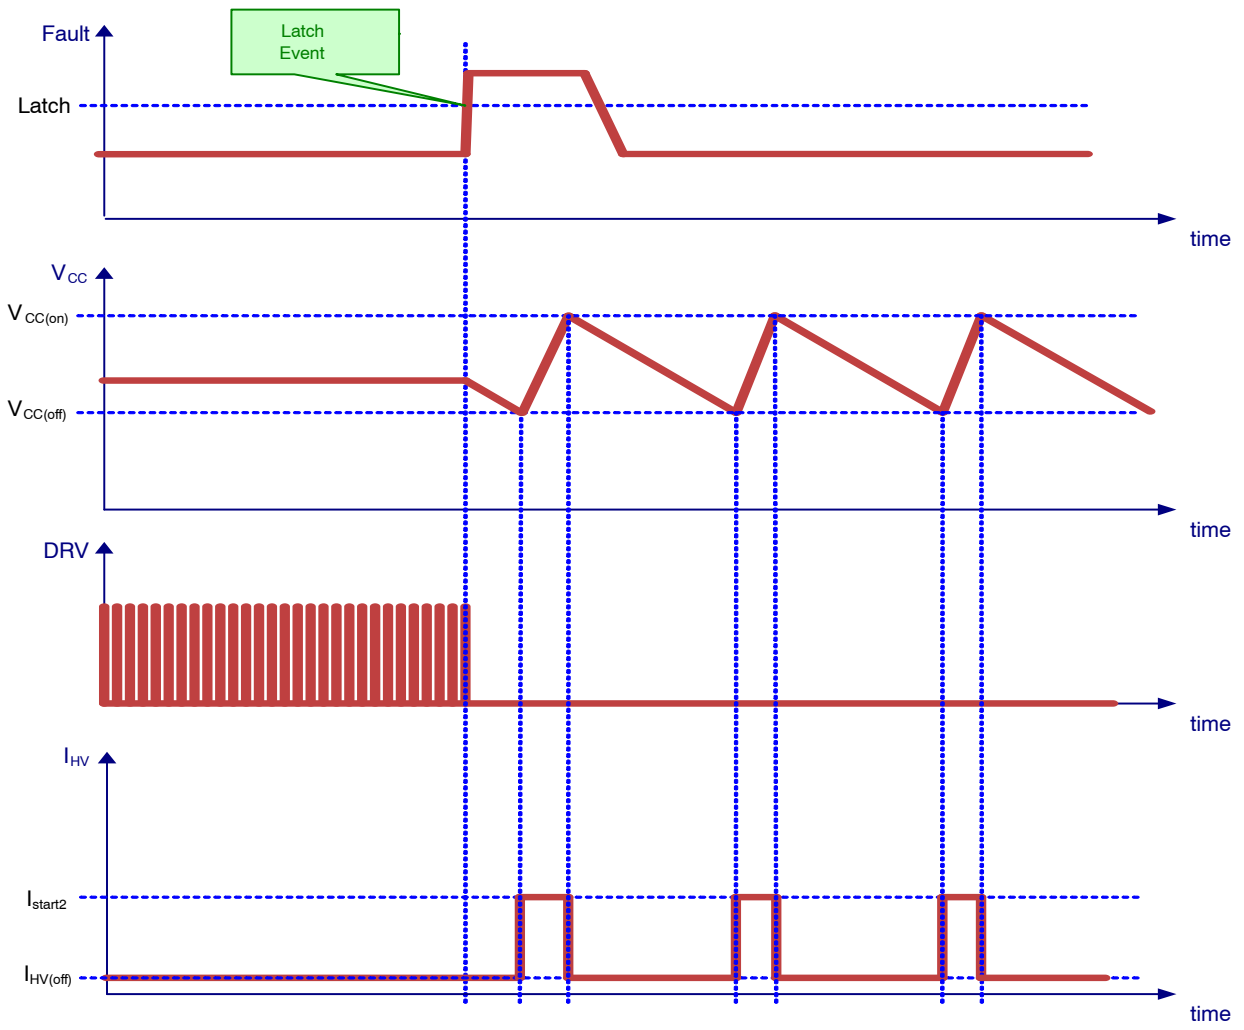 Fault
Latch
Event
Latch
time
VCC
VCC(on)
VCC(off)
time
DRV
time
IHV
Istart2
IHV(off)
time